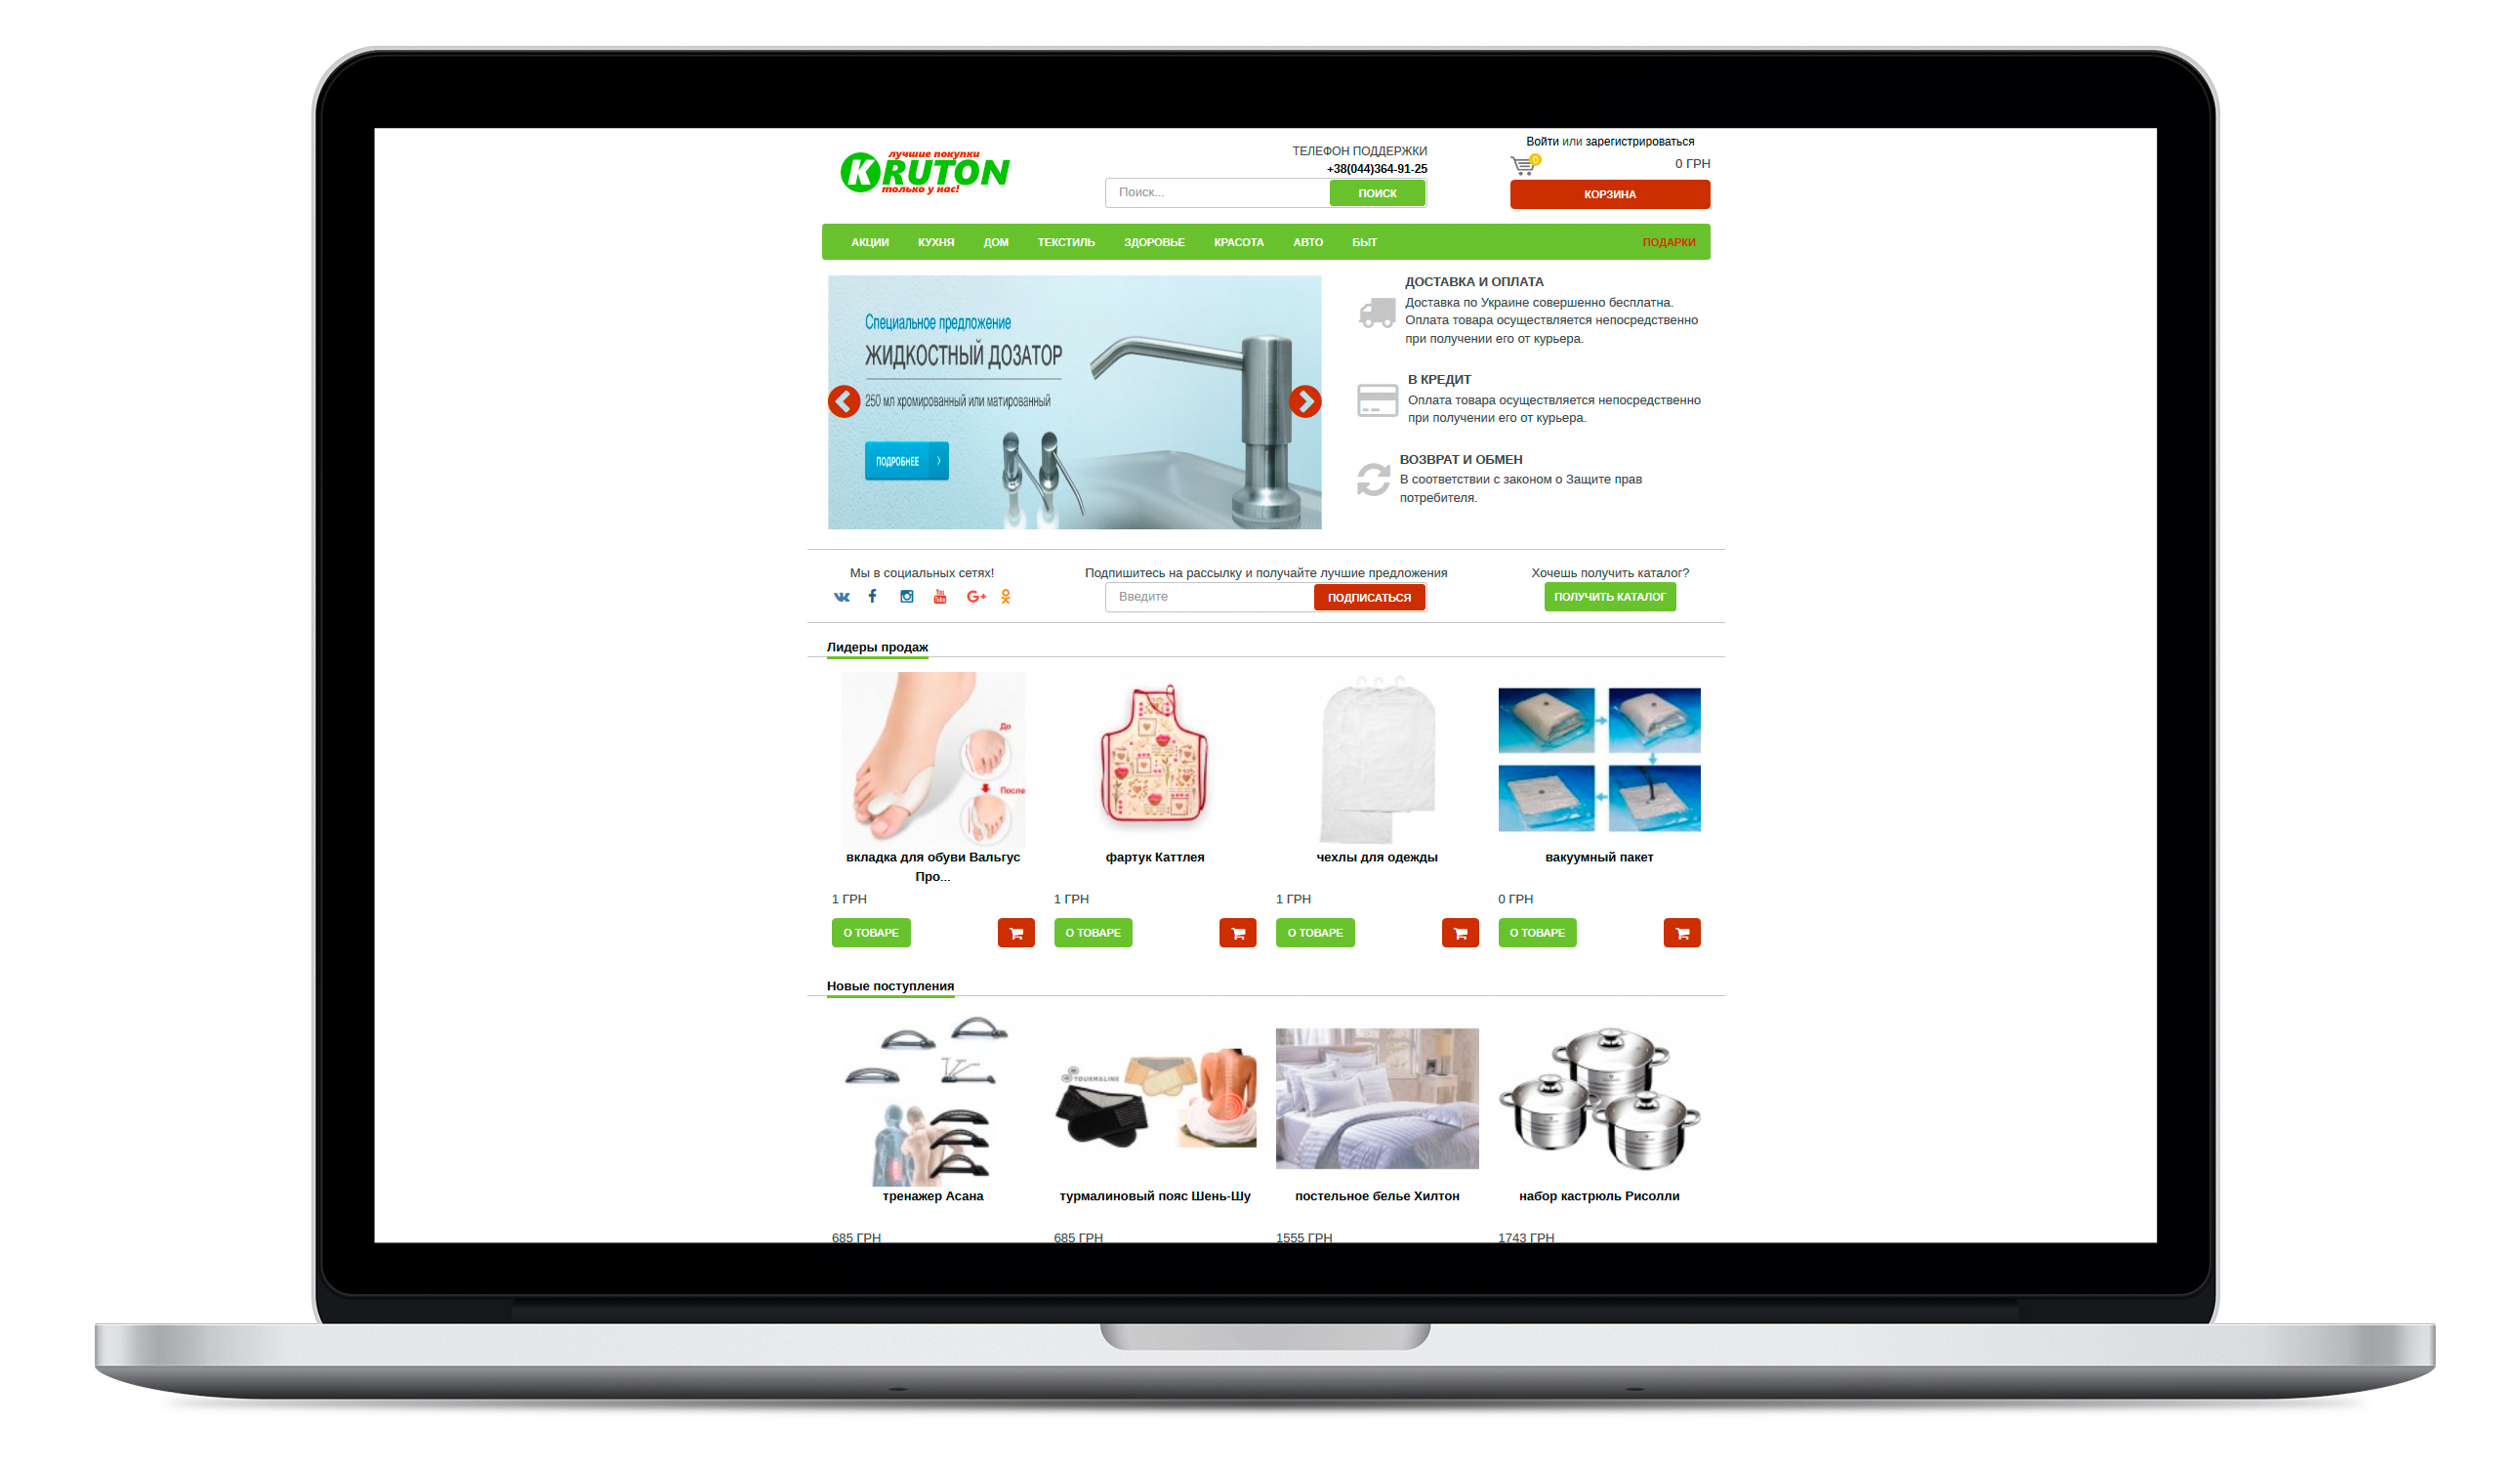 лучшие покупки
KRUTON
только у нас!
ТЕЛЕФОН ПОДДЕРЖКИ
+38(044)364-91-25
Поиск...
ПОИСК
Войти или зарегистрироваться
0
0 ГРН
КОРЗИНА
АКЦИИ КУХНЯ ДОМ ТЕКСТИЛЬ ЗДОРОВЬЕ КРАСОТА АВТО БЫТ ПОДАРКИ
Специальное предложение
ЖИДКОСТНЫЙ ДОЗАТОР
250 мл хромированный или матированный
ПОДРОБНЕЕ
ДОСТАВКА И ОПЛАТА
Доставка по Украине совершенно бесплатна.
Оплата товара осуществляется непосредственно
при получении его от курьера.
В КРЕДИТ
Оплата товара осуществляется непосредственно
при получении его от курьера.
ВОЗВРАТ И ОБМЕН
В соответствии с законом о Защите прав
потребителя.
Мы в социальных сетях!
You
Tube
G+
Подпишитесь на рассылку и получайте лучшие предложения
Введите
ПОДПИСАТЬСЯ
Хочешь получить каталог?
ПОЛУЧИТЬ КАТАЛОГ
Лидеры продаж
До
После
вкладка для обуви Вальгус
Про...
1 ГРН
О ТОВАРЕ
фартук Каттлея
1 ГРН
О ТОВАРЕ
чехлы для одежды
1 ГРН
О ТОВАРЕ
вакуумный пакет
0 ГРН
О ТОВАРЕ
Новые поступления
тренажер Асана
685 ГРН
TOURMALINE
турмалиновый пояс Шень-Шу
685 ГРН
постельное белье Хилтон
1555 ГРН
набор кастрюль Рисолли
1743 ГРН